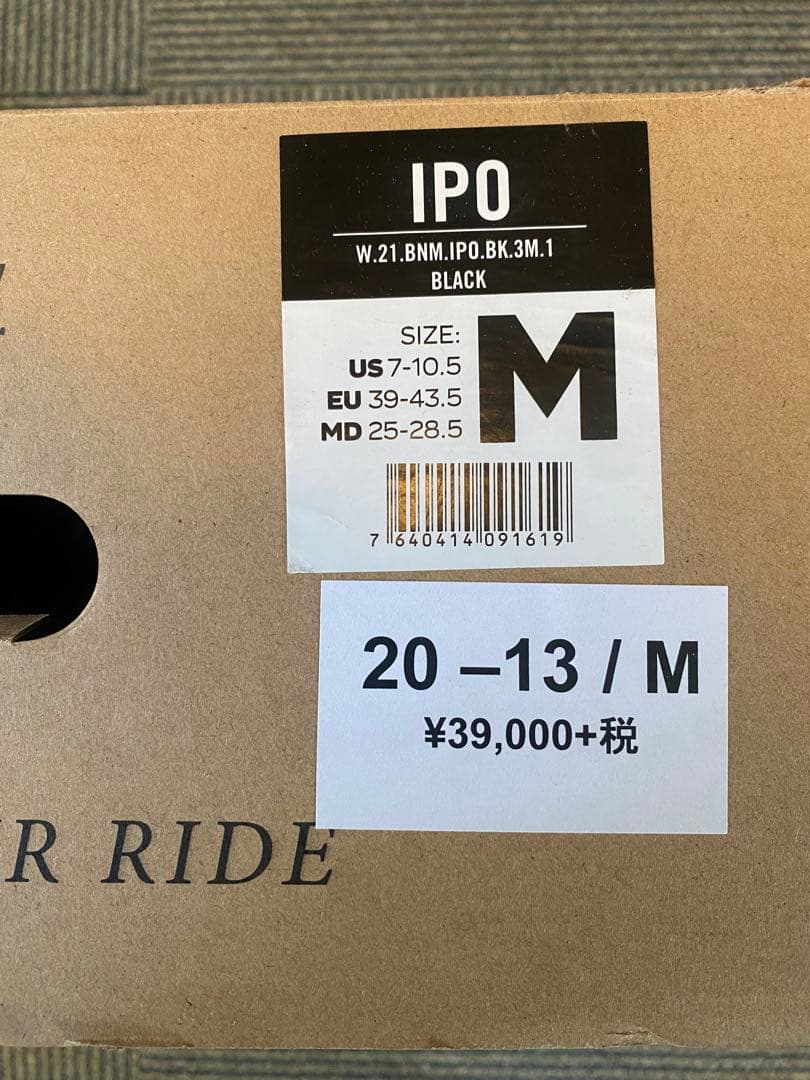 IPO
W.21.BNM.IPO.BK.3M.1
BLACK
SIZE:
US 7-10.5
EU 39-43.5
MD 25-28.5
M
7 640414 091619
20 –13 / M
¥39,000+税
R RIDE